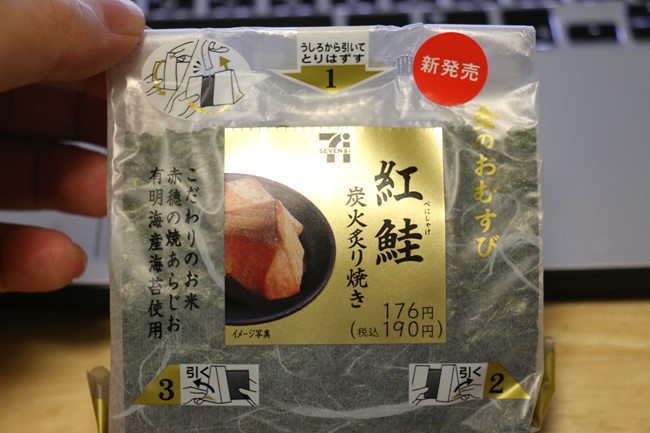 うしろから引いて
とりはずす
1
新発売
金のおむすび
SEVEN&i
紅鮭
べにしゃけ
炭火炙り焼き
176円
(税込190円)
イメージ写真
こだわりのお米
赤穂の焼あらじお
有明海産海苔使用
3
引く
引く
2